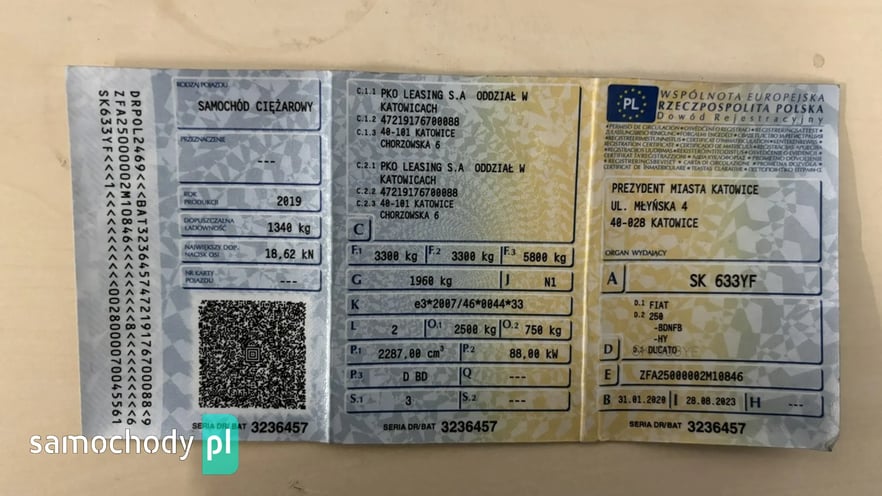 DRPOL2469<<BAT323645747219176700088<9
ZFA25000002M10846<<<<<<<8<<<<<<<<<<6
SK633YF<<<1<<<<<<<<<0028000070045561
RODZAJ POJAZDU
SAMOCHÓD CIĘŻAROWY
PRZEZNACZENIE
---
ROK PRODUKCJI 2019
DOPUSZCZALNA ŁADOWNOŚĆ 1340 kg
NAJWIĘKSZY DOP. NACISK OSI 18,62 kN
NR KARTY POJAZDU ---
SERIA DR/BAT 3236457
C.1.1 PKO LEASING S.A ODDZIAŁ W
KATOWICACH
C.1.2 47219176700088
C.1.3 40-101 KATOWICE
CHORZOWSKA 6
C.2.1 PKO LEASING S.A ODDZIAŁ W
KATOWICACH
C.2.2 47219176700088
C.2.3 40-101 KATOWICE
CHORZOWSKA 6
C
F.1 3300 kg F.2 3300 kg F.3 5800 kg
G 1960 kg J N1
K e3*2007/46*0044*33
L 2 O.1 2500 kg O.2 750 kg
P.1 2287,00 cm³ P.2 88,00 kW
P.3 D BD Q ---
S.1 3 S.2 ---
SERIA DR/BAT 3236457
PL
WSPÓLNOTA EUROPEJSKA
RZECZPOSPOLITA POLSKA
Dowód Rejestracyjny
PREZYDENT MIASTA KATOWICE
UL. MŁYŃSKA 4
40-028 KATOWICE
ORGAN WYDAJĄCY
A SK 633YF
D.1 FIAT
D.2 250
-BDNFB
-HY
D D.3 DUCATO
E ZFA25000002M10846
B 31.01.2020 I 28.08.2023 H ---
SERIA DR/BAT 3236457
samochody pl